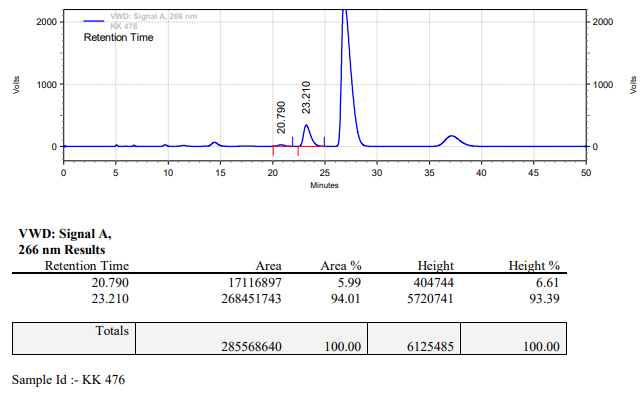 VWD: Signal A, 266 nm
KK 476
Retention Time
2000
1000
0
Volts
20.790
23.210
2000
1000
0
Volts
0 5 10 15 20 25 30 35 40 45 50
Minutes
VWD: Signal A,
266 nm Results
Retention Time Area Area % Height Height %
20.790 17116897 5.99 404744 6.61
23.210 268451743 94.01 5720741 93.39
Totals
285568640 100.00 6125485 100.00
Sample Id :- KK 476